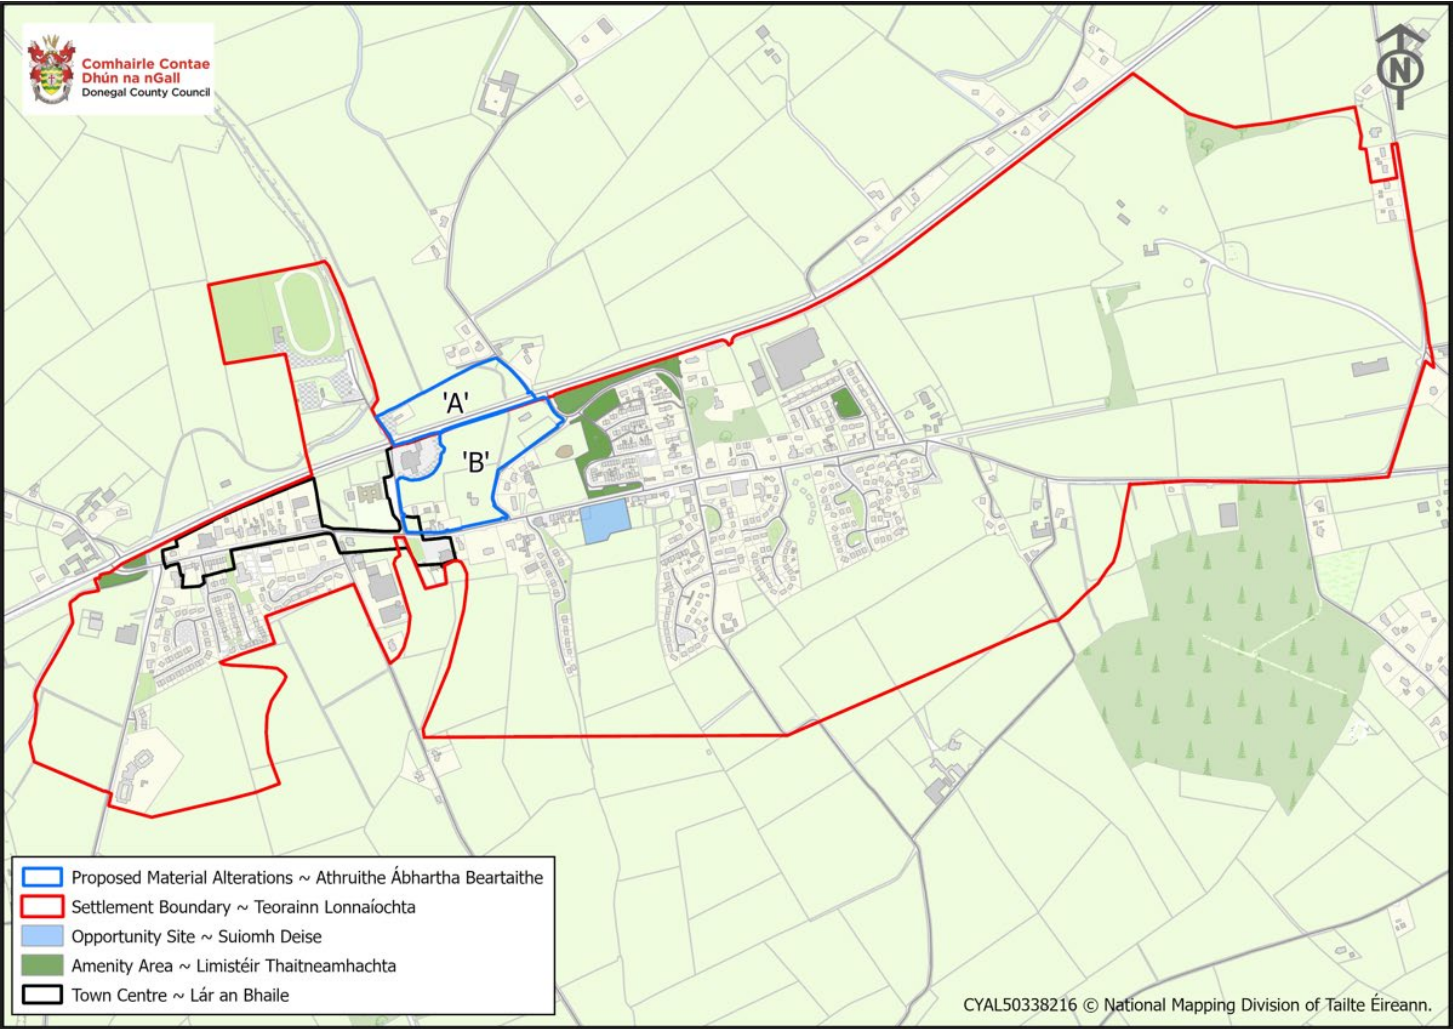 Comhairle Contae
Dhún na nGall
Donegal County Council
N
'A'
'B'
Proposed Material Alterations ~ Athruithe Ábhartha Beartaithe
Settlement Boundary ~ Teorainn Lonnaíochta
Opportunity Site ~ Suiomh Deise
Amenity Area ~ Limistéir Thaitneamhachta
Town Centre ~ Lár an Bhaile
CYAL50338216 © National Mapping Division of Tailte Éireann.